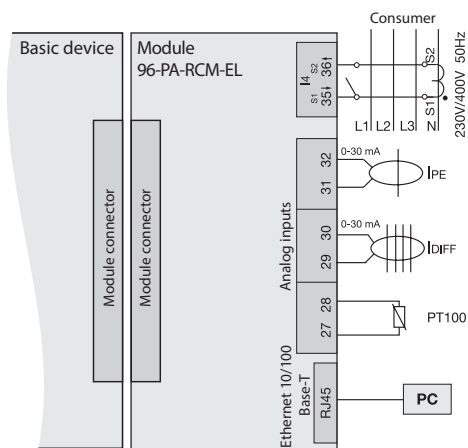 Consumer
Basic device
Module
96-PA-RCM-EL
I4
S2
36
S1
35
S2
S1
L1
L2
L3
N
230V/400V 50Hz
Module connector
Module connector
Analog inputs
32
31
0-30 mA
IPE
30
29
0-30 mA
IDIFF
28
27
PT100
Ethernet 10/100
Base-T
RJ45
PC